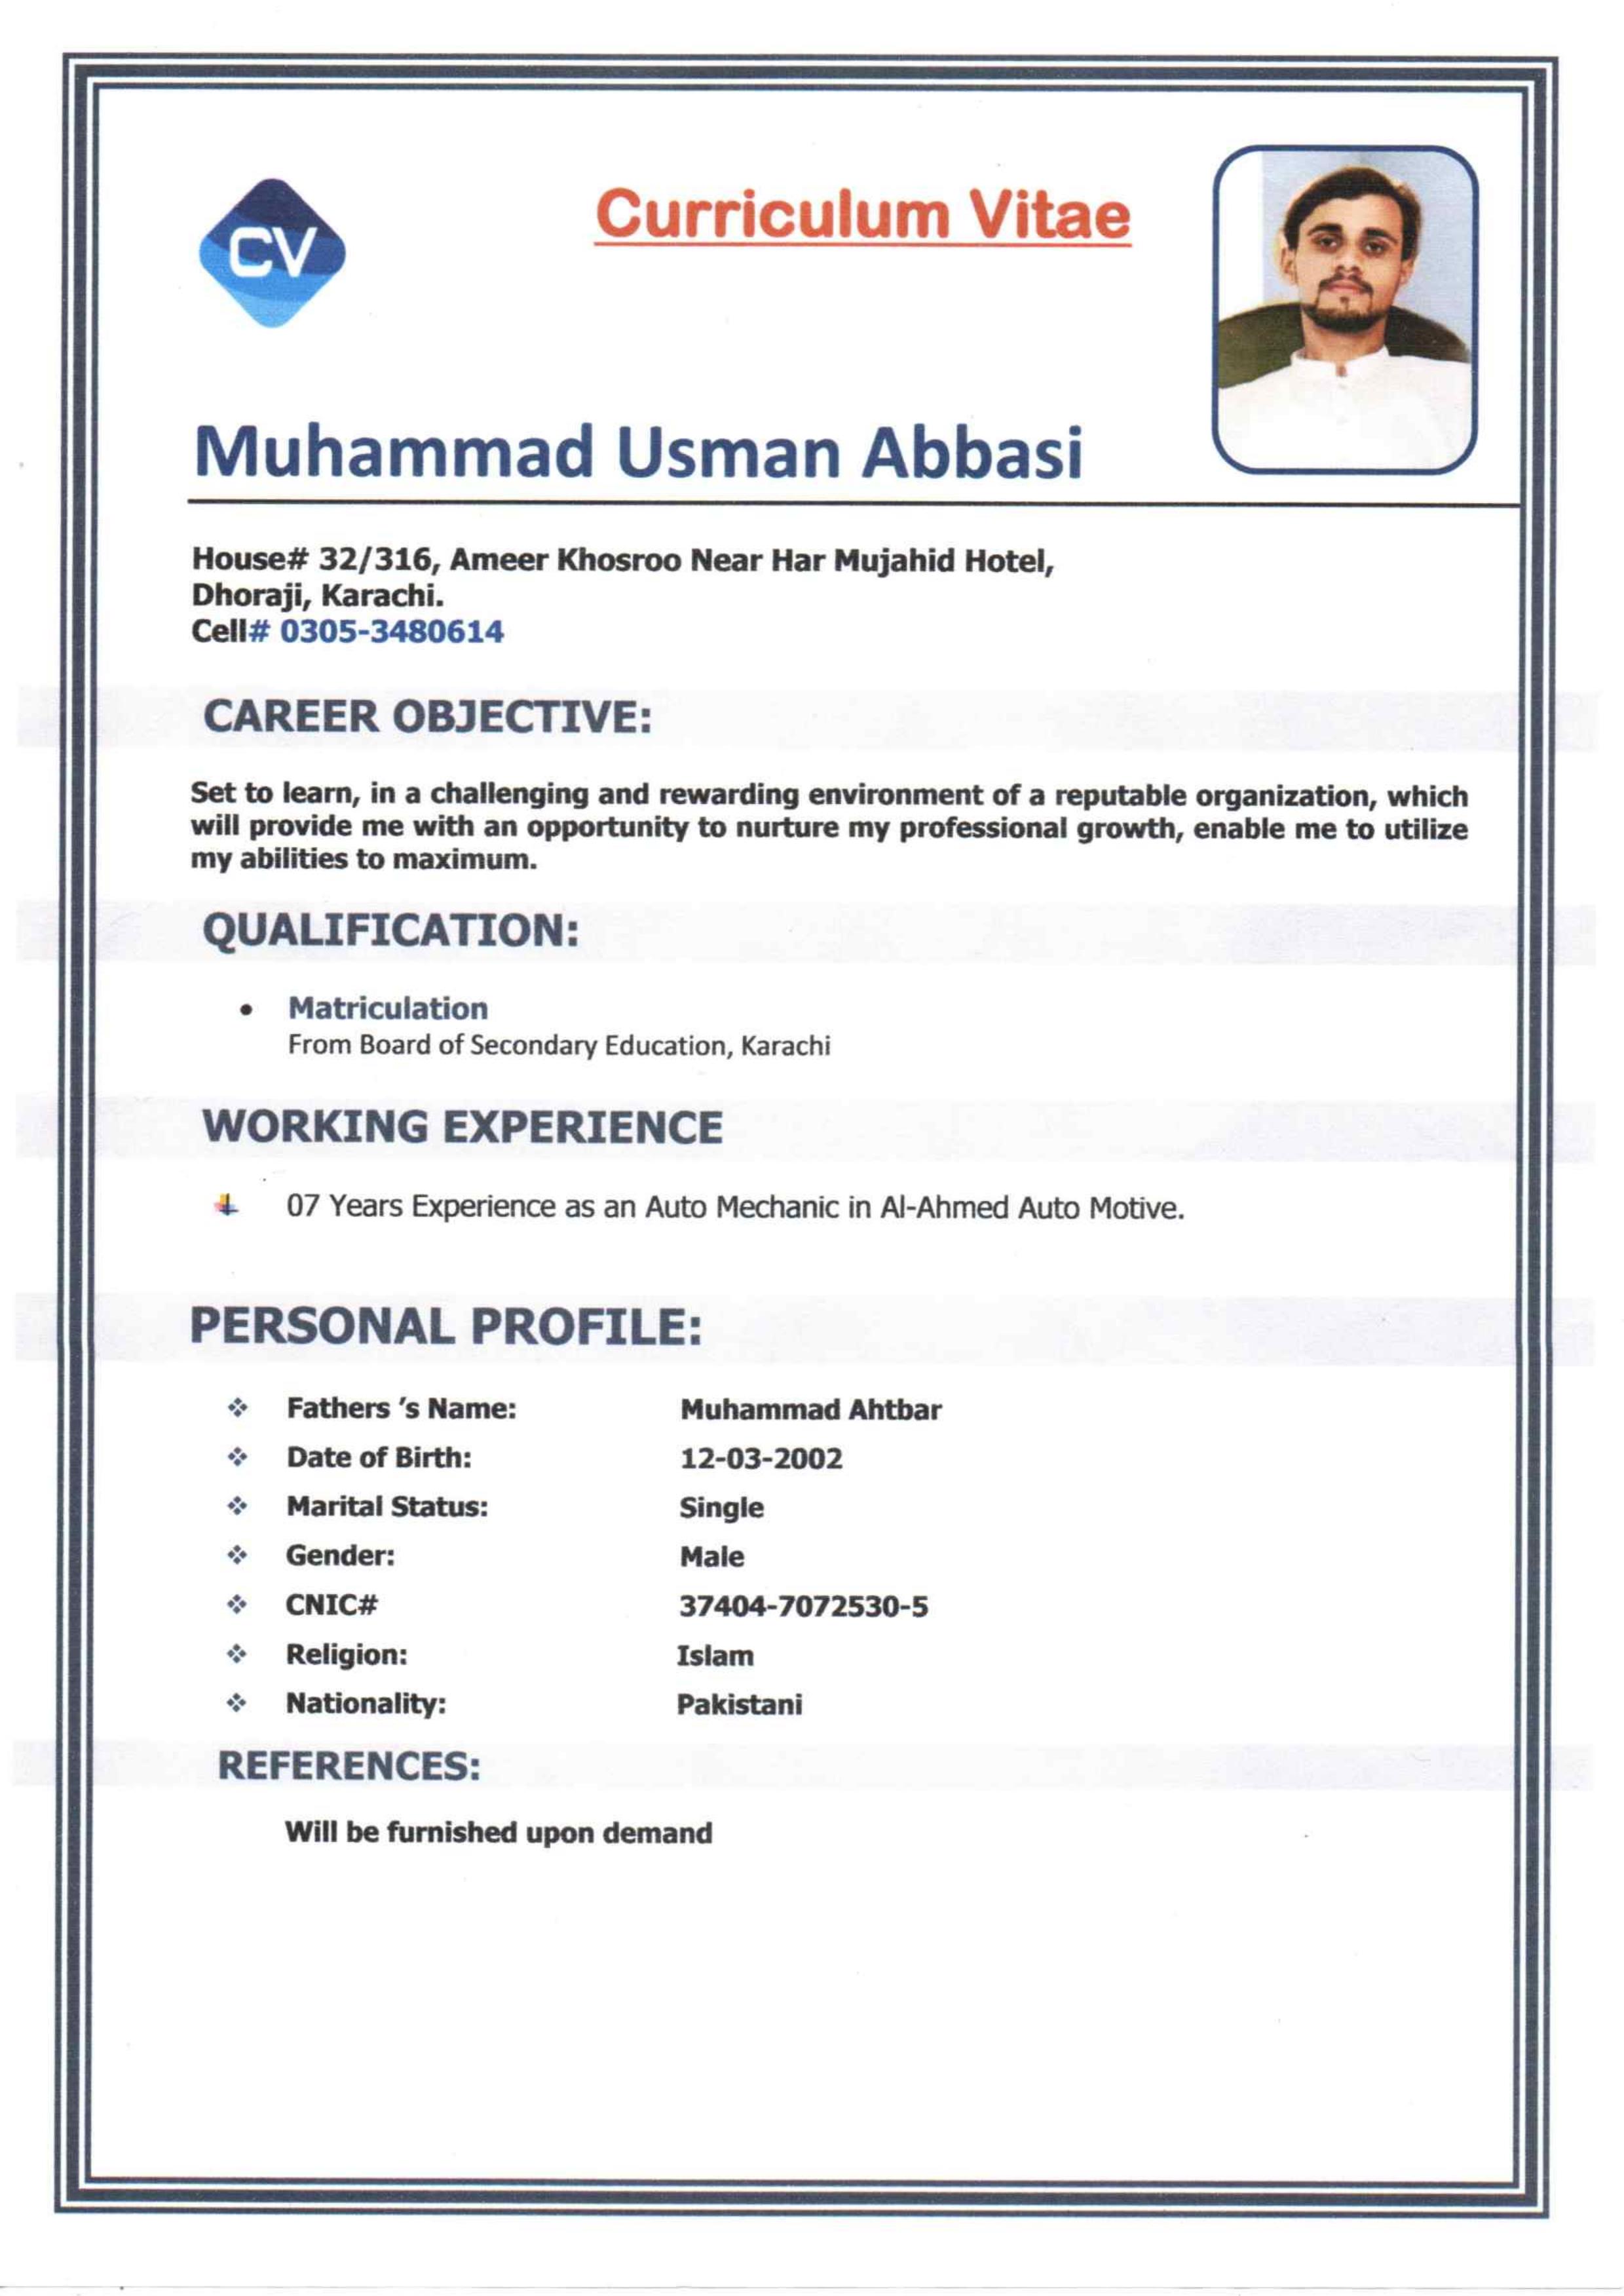 CV
Curriculum Vitae
Muhammad Usman Abbasi
House# 32/316, Ameer Khosroo Near Har Mujahid Hotel,
Dhoraji, Karachi.
Cell# 0305-3480614
CAREER OBJECTIVE:
Set to learn, in a challenging and rewarding environment of a reputable organization, which
will provide me with an opportunity to nurture my professional growth, enable me to utilize
my abilities to maximum.
QUALIFICATION:
• Matriculation
From Board of Secondary Education, Karachi
WORKING EXPERIENCE
07 Years Experience as an Auto Mechanic in Al-Ahmed Auto Motive.
PERSONAL PROFILE:
❖ Fathers 's Name: Muhammad Ahtbar
❖ Date of Birth: 12-03-2002
❖ Marital Status: Single
❖ Gender: Male
❖ CNIC# 37404-7072530-5
❖ Religion: Islam
❖ Nationality: Pakistani
REFERENCES:
Will be furnished upon demand